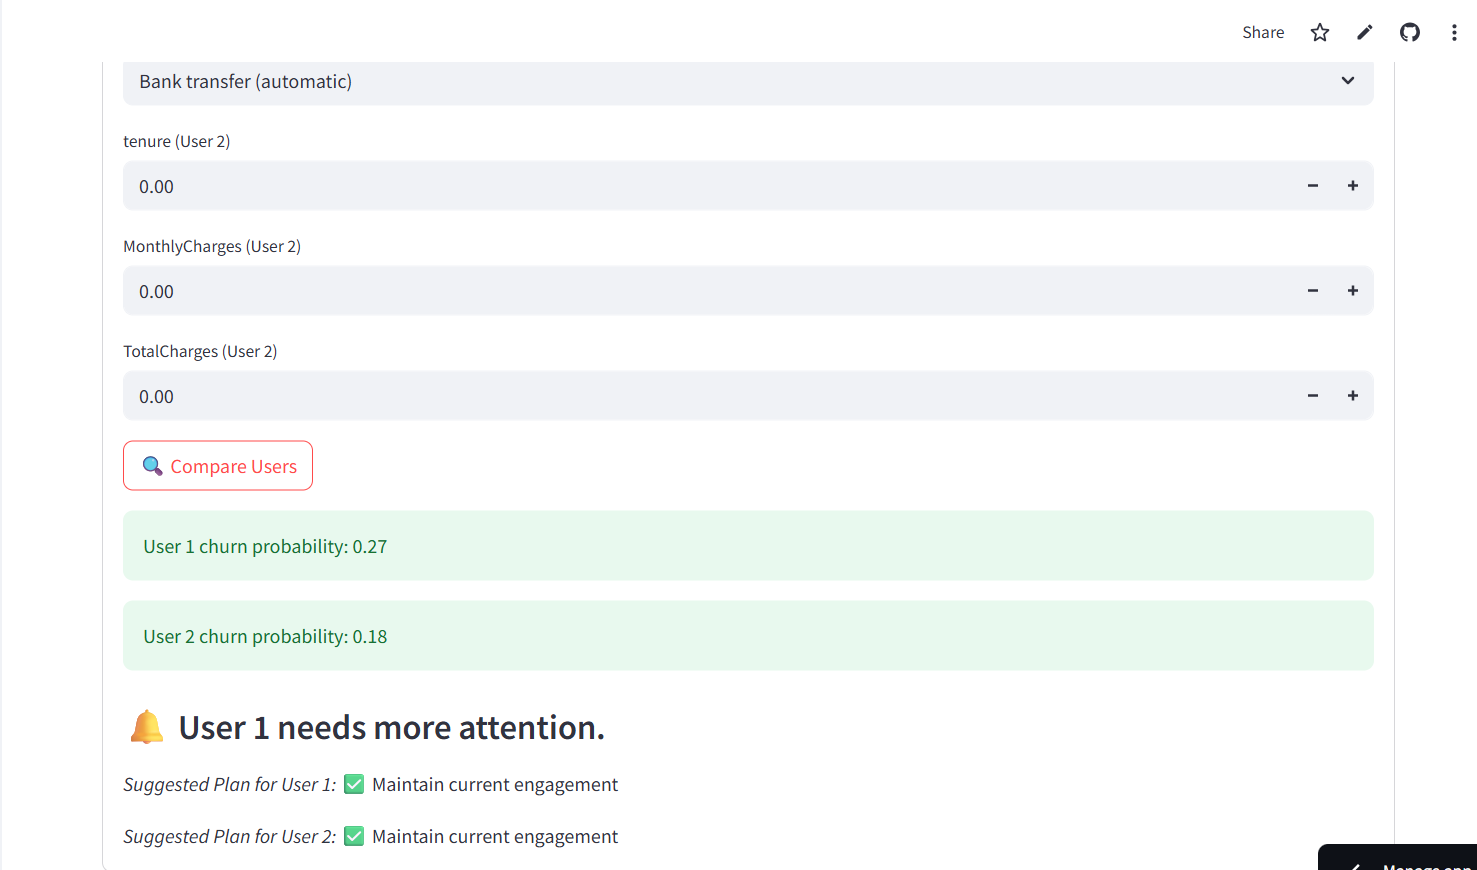 Share
Bank transfer (automatic)
tenure (User 2)
0.00
MonthlyCharges (User 2)
0.00
TotalCharges (User 2)
0.00
Compare Users
User 1 churn probability: 0.27
User 2 churn probability: 0.18
User 1 needs more attention.
Suggested Plan for User 1: ✅ Maintain current engagement
Suggested Plan for User 2: ✅ Maintain current engagement
Manage app